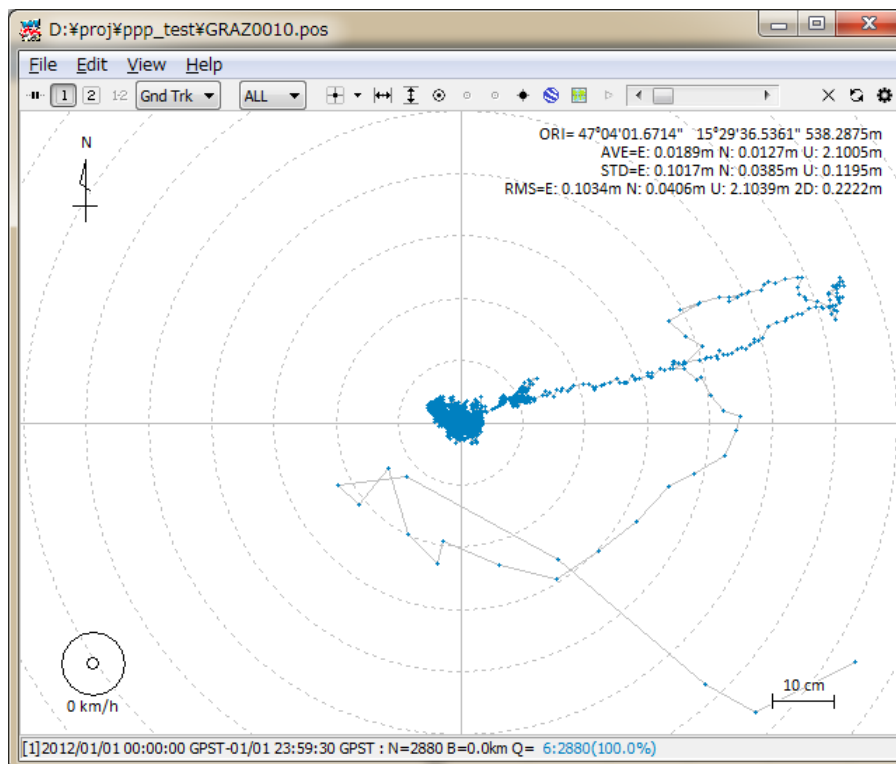 D:¥proj¥ppp_test¥GRAZ0010.pos
File Edit View Help
1 2 1-2 Gnd Trk ALL
ORI= 47°04'01.6714" 15°29'36.5361" 538.2875m
AVE=E: 0.0189m N: 0.0127m U: 2.1005m
STD=E: 0.1017m N: 0.0385m U: 0.1195m
RMS=E: 0.1034m N: 0.0406m U: 2.1039m 2D: 0.2222m
N
10 cm
0 km/h
[1]2012/01/01 00:00:00 GPST-01/01 23:59:30 GPST : N=2880 B=0.0km Q= 6:2880(100.0%)